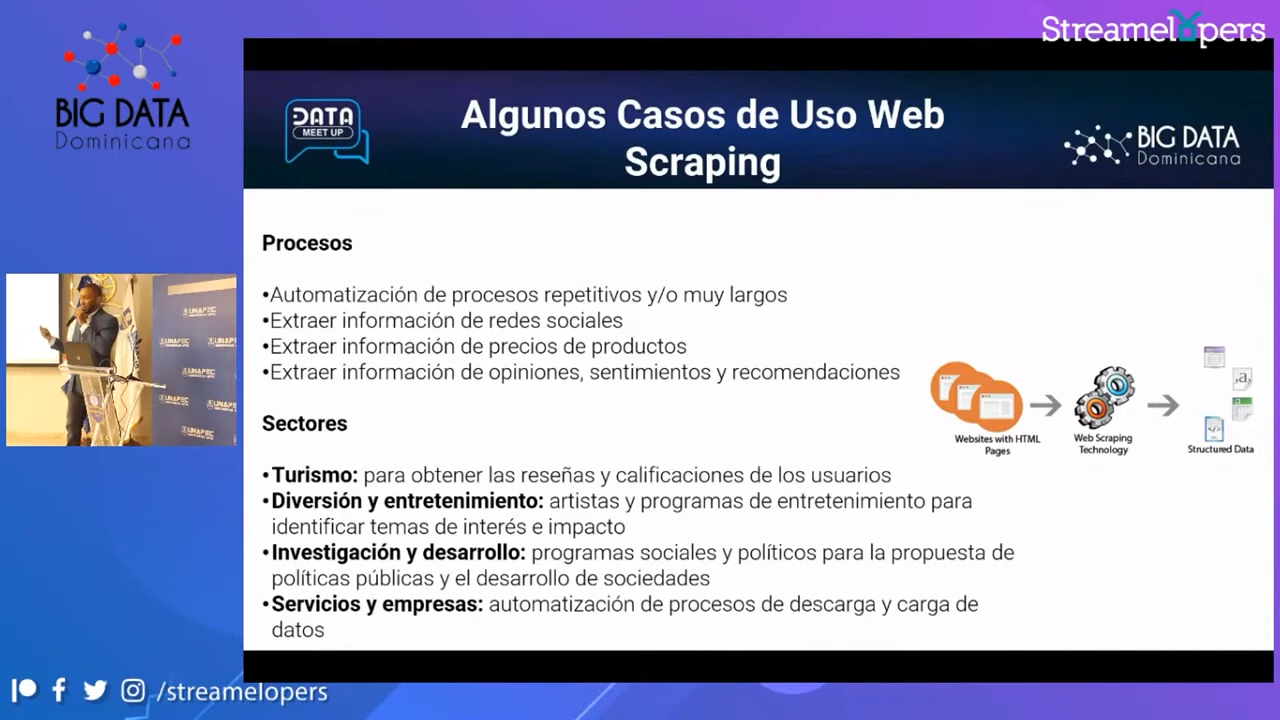 Streamelopers
BIG DATA
Dominicana
DATA
MEET UP
Algunos Casos de Uso Web
Scraping
BIG DATA
Dominicana
Procesos
•Automatización de procesos repetitivos y/o muy largos
•Extraer información de redes sociales
•Extraer información de precios de productos
•Extraer información de opiniones, sentimientos y recomendaciones
Websites with HTML
Pages
Web Scraping
Technology
Structured Data
Sectores
•Turismo: para obtener las reseñas y calificaciones de los usuarios
•Diversión y entretenimiento: artistas y programas de entretenimiento para
identificar temas de interés e impacto
•Investigación y desarrollo: programas sociales y políticos para la propuesta de
políticas públicas y el desarrollo de sociedades
•Servicios y empresas: automatización de procesos de descarga y carga de
datos
UNAPEC
UNAPEC
UNAPEC
UNAPEC
/streamelopers